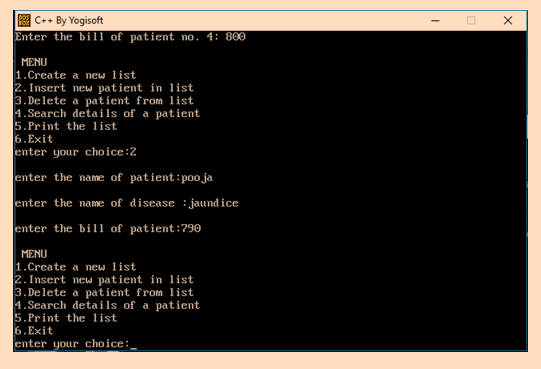 C++ By Yogisoft
Enter the bill of patient no. 4: 800
MENU
1.Create a new list
2.Insert new patient in list
3.Delete a patient from list
4.Search details of a patient
5.Print the list
6.Exit
enter your choice:2
enter the name of patient:pooja
enter the name of disease :jaundice
enter the bill of patient:790
MENU
1.Create a new list
2.Insert new patient in list
3.Delete a patient from list
4.Search details of a patient
5.Print the list
6.Exit
enter your choice:_